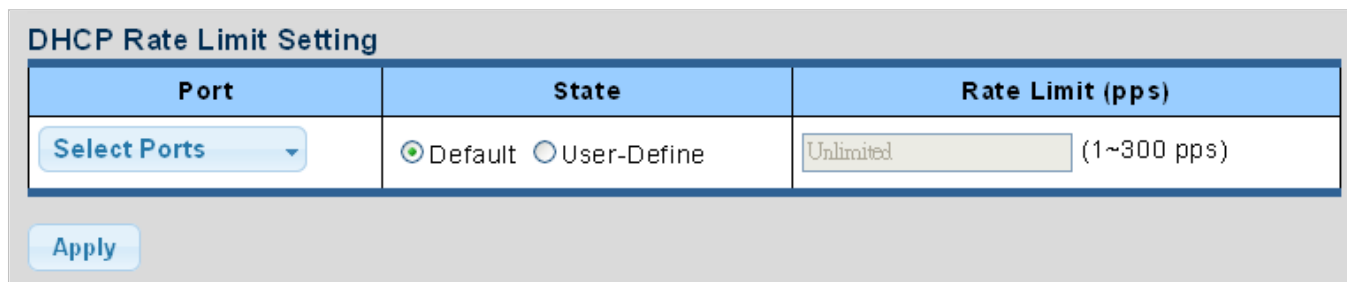 DHCP Rate Limit Setting
Port State Rate Limit (pps)
Select Ports Default User-Define Unlimited (1~300 pps)
Apply